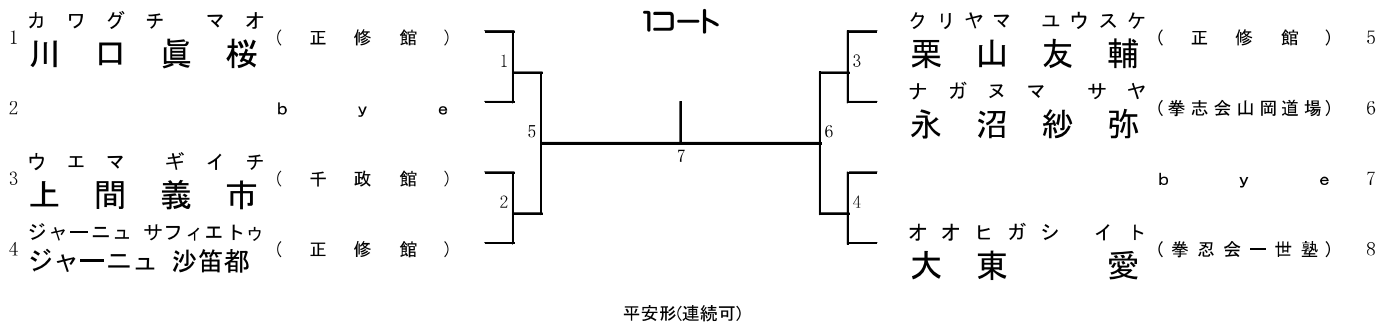 1コート
カワグチ マオ
1 川口眞桜 (正修館)
2 bye
ウエマ ギイチ
3 上間義市 (千政館)
ジャーニュ サフィエトゥ
4 ジャーニュ 沙笛都 (正修館)
1
2
5
7
6
3
4
クリヤマ ユウスケ
栗山友輔 (正修館) 5
ナガヌマ サヤ
永沼紗弥 (拳志会山岡道場) 6
bye 7
オオヒガシ イト
大東愛 (拳忍会一世塾) 8
平安形(連続可)